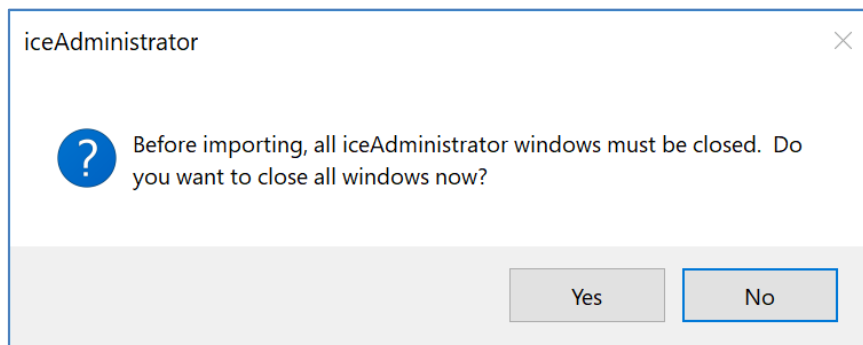 iceAdministrator
Before importing, all iceAdministrator windows must be closed.  Do
you want to close all windows now?
Yes
No